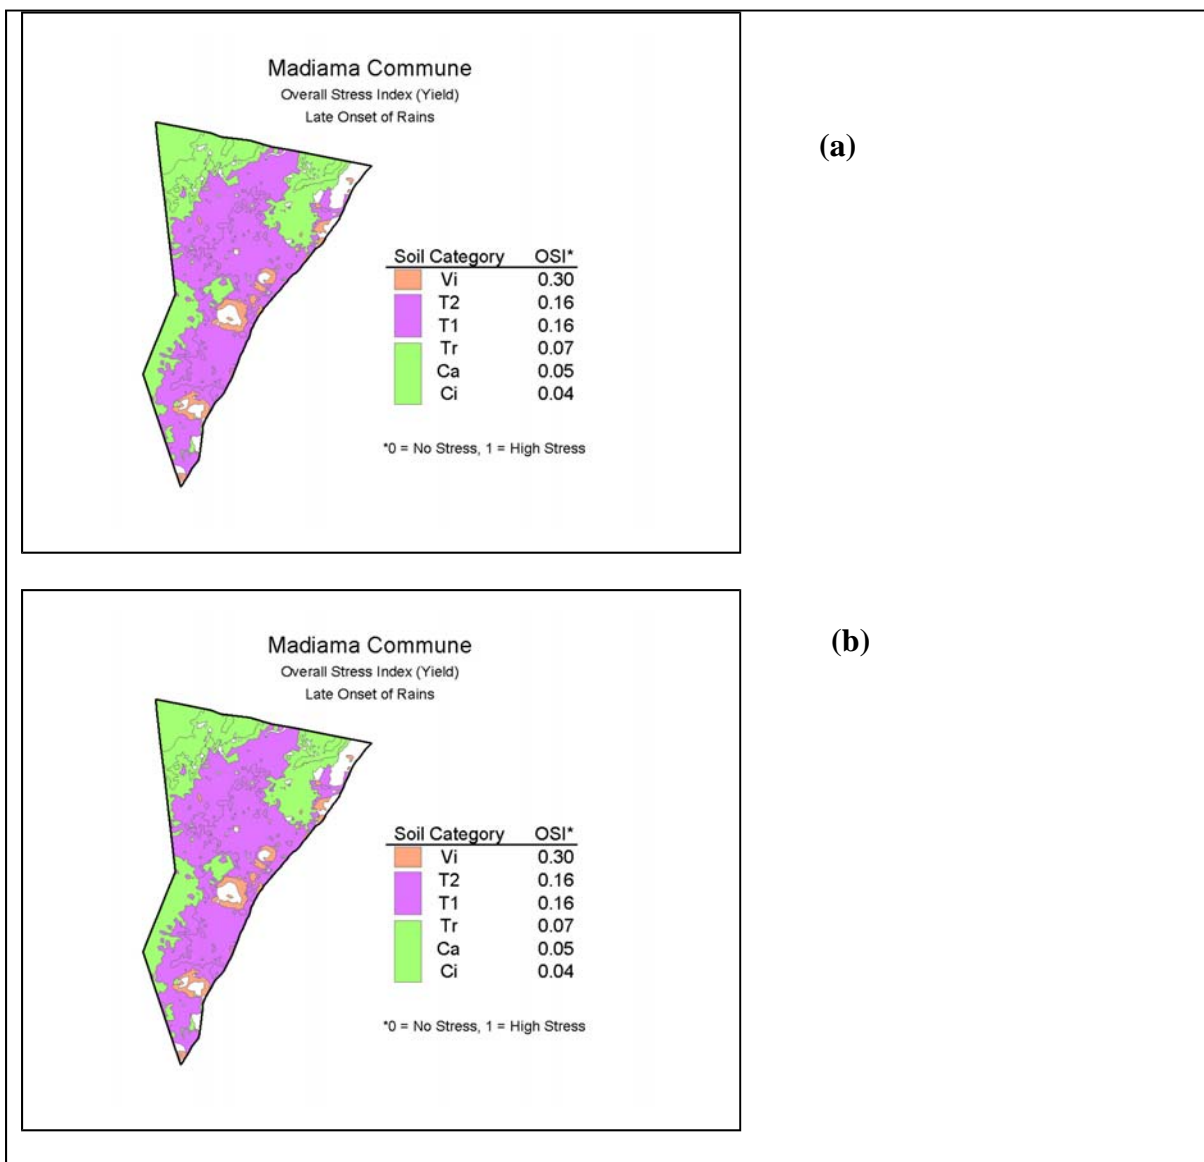 Madiama Commune
Overall Stress Index (Yield)
Late Onset of Rains
(a)
Soil Category OSI*
Vi 0.30
T2 0.16
T1 0.16
Tr 0.07
Ca 0.05
Ci 0.04
*0 = No Stress, 1 = High Stress
(b)
Madiama Commune
Overall Stress Index (Yield)
Late Onset of Rains
Soil Category OSI*
Vi 0.30
T2 0.16
T1 0.16
Tr 0.07
Ca 0.05
Ci 0.04
*0 = No Stress, 1 = High Stress